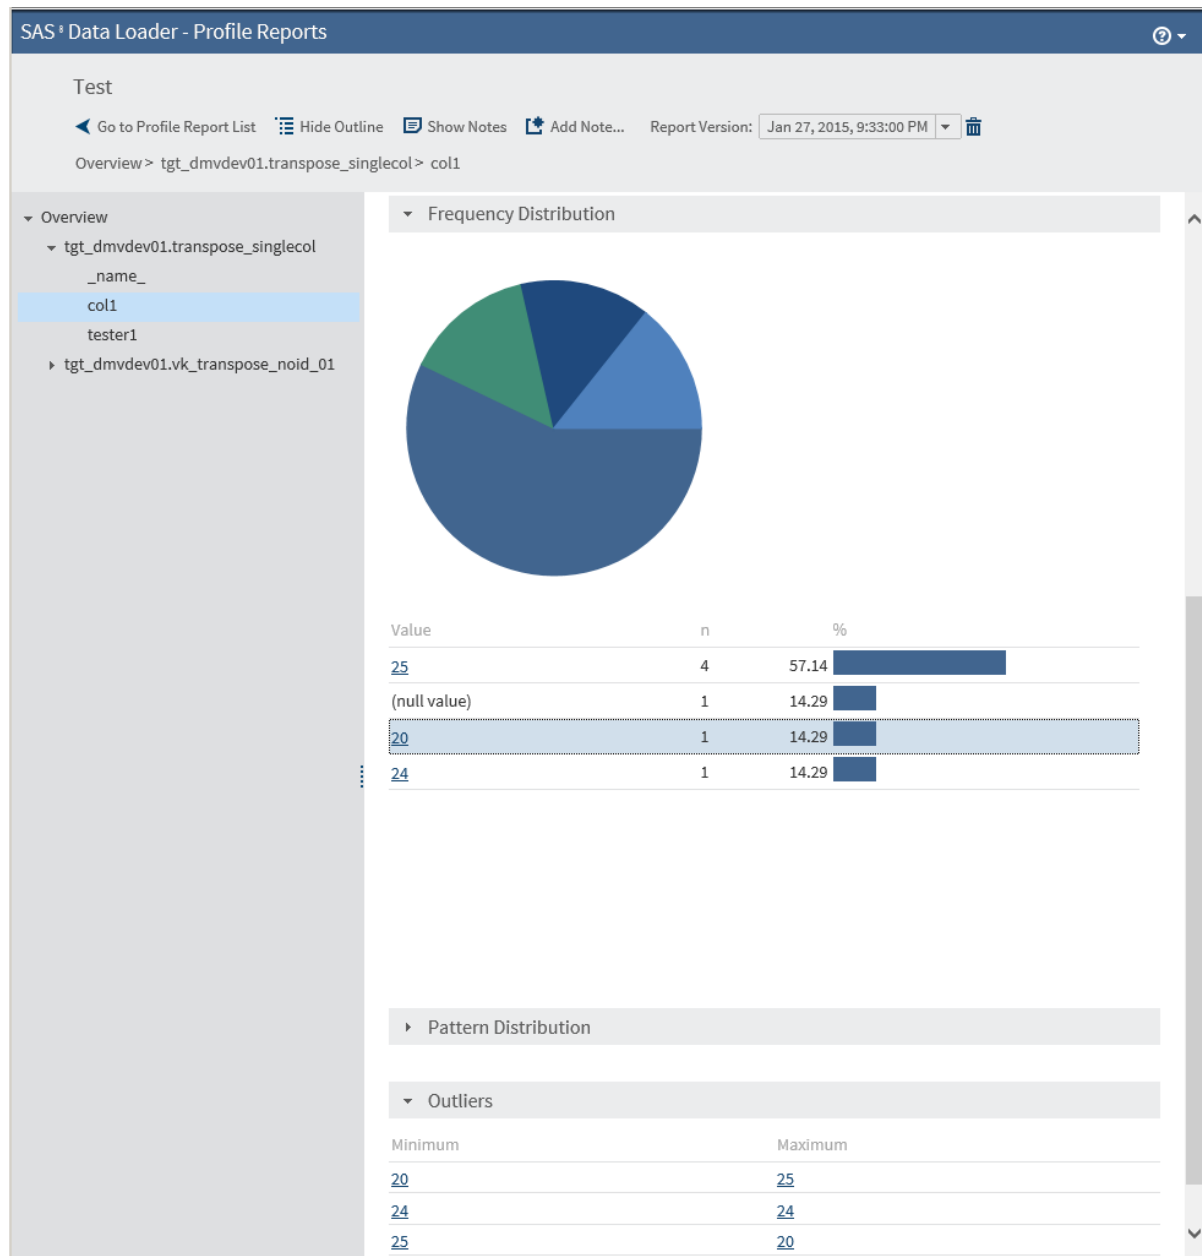 SAS® Data Loader - Profile Reports
Test
Go to Profile Report List Hide Outline Show Notes Add Note... Report Version: Jan 27, 2015, 9:33:00 PM
Overview> tgt_dmvdev01.transpose_singlecol> col1
Overview
tgt_dmvdev01.transpose_singlecol
_name_
col1
tester1
tgt_dmvdev01.vk_transpose_noid_01
Frequency Distribution
Value n %
25 4 57.14
(null value) 1 14.29
20 1 14.29
24 1 14.29
Pattern Distribution
Outliers
Minimum Maximum
20 25
24 24
25 20